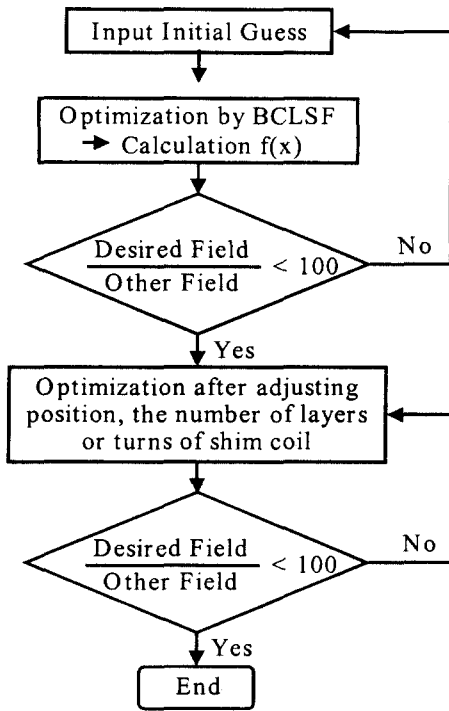 Input Initial Guess
Optimization by BCLSF
→ Calculation f(x)
Desired Field
Other Field
< 100
No
Yes
Optimization after adjusting
position, the number of layers
or turns of shim coil
Desired Field
Other Field
< 100
No
Yes
End